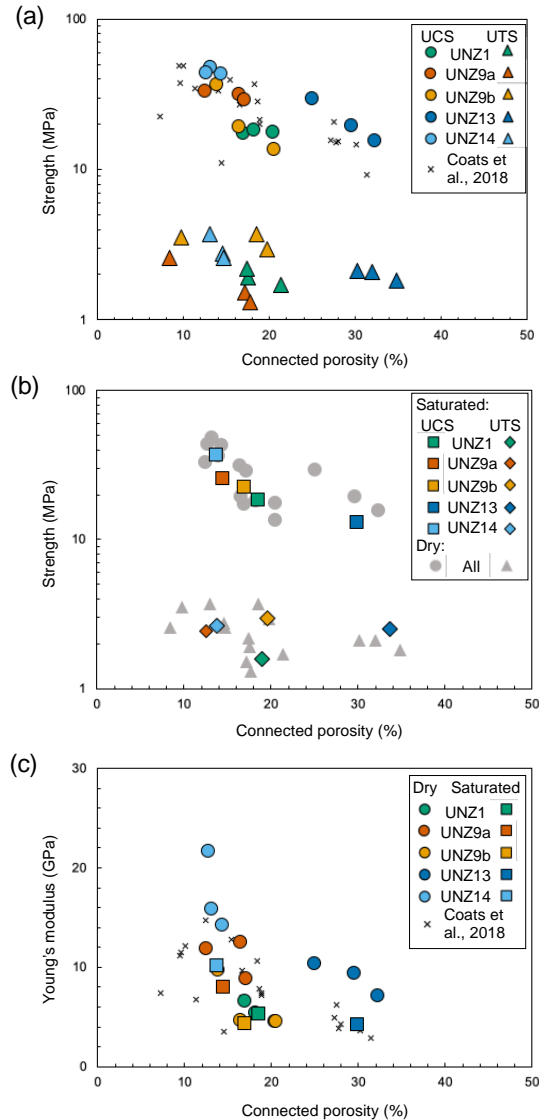 (a)
100
10
1
Strength (MPa)
0 10 20 30 40 50
Connected porosity (%)
UCS UTS
UNZ1
UNZ9a
UNZ9b
UNZ13
UNZ14
Coats
et al., 2018
(b)
100
10
1
Strength (MPa)
0 10 20 30 40 50
Connected porosity (%)
Saturated:
UCS UTS
UNZ1
UNZ9a
UNZ9b
UNZ13
UNZ14
Dry:
All
(c)
30
20
10
0
Young's modulus (GPa)
0 10 20 30 40 50
Connected porosity (%)
Dry Saturated
UNZ1
UNZ9a
UNZ9b
UNZ13
UNZ14
Coats et
al., 2018